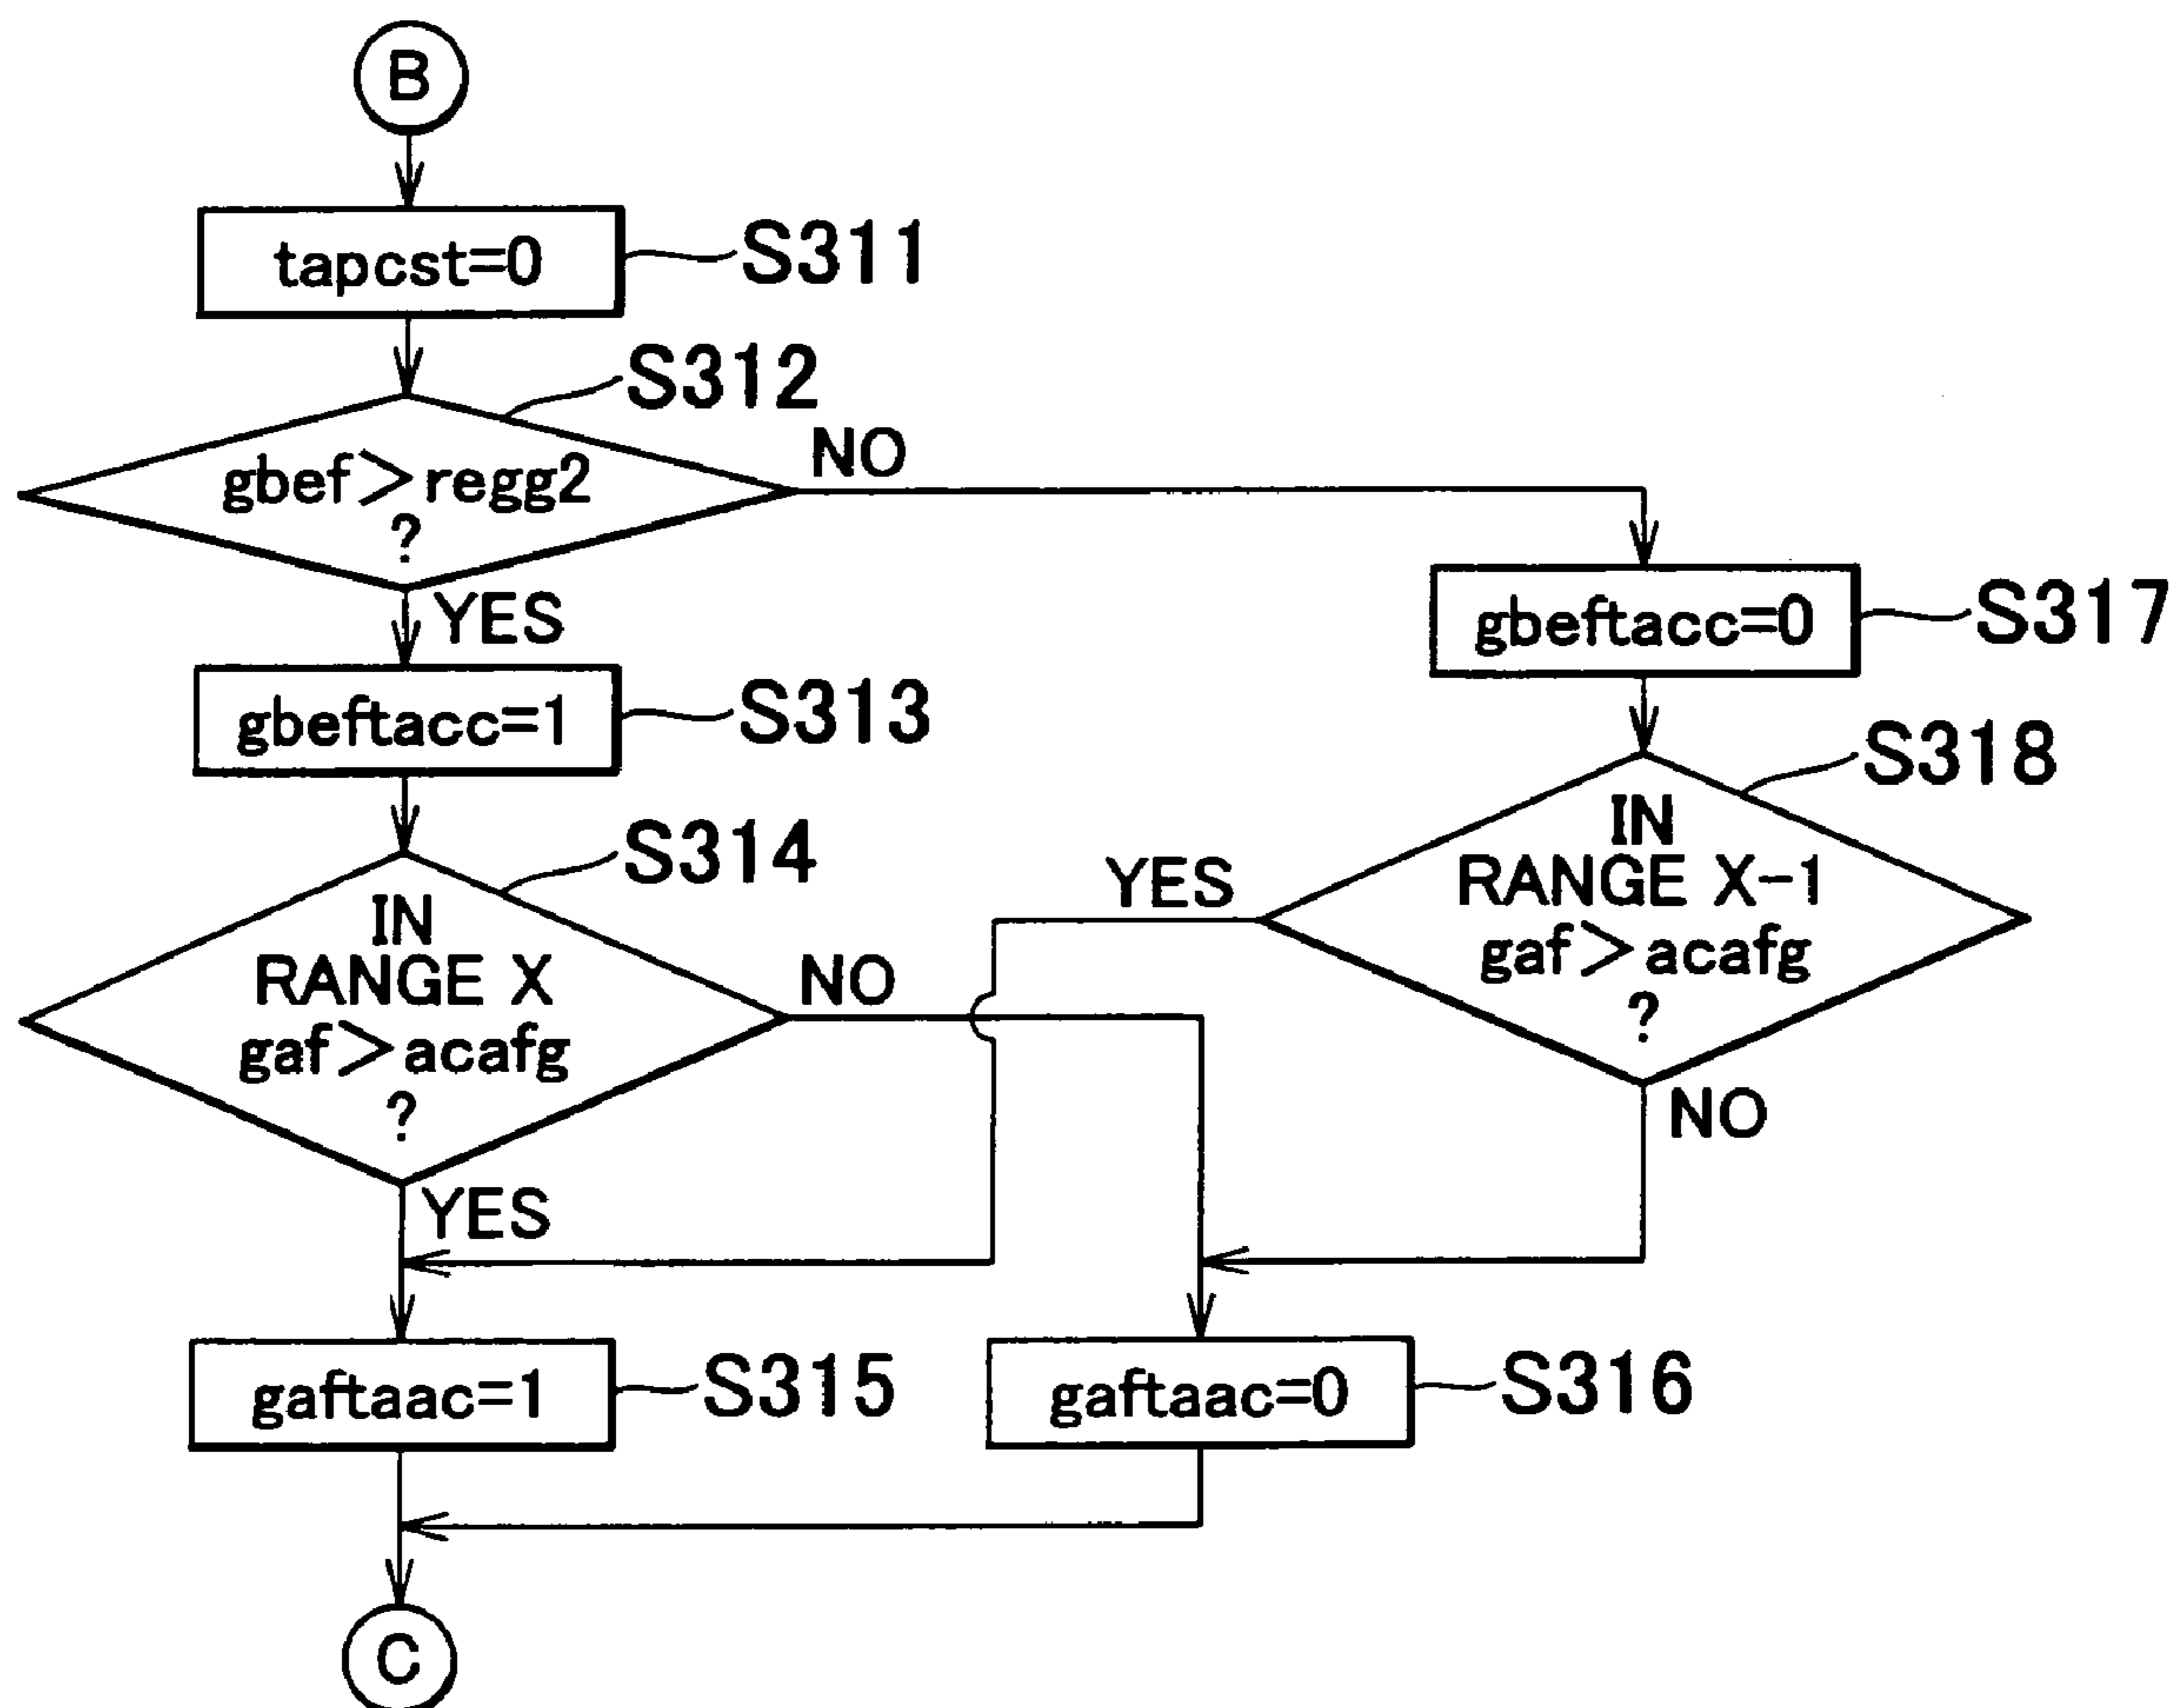 B
tapcst=0
S311
S312
gbef>regg2
?
NO
YES
gbeftacc=1
S313
gbeftacc=0
S317
S314
IN
RANGE X
gaf>acafg
?
NO
YES
S318
IN
RANGE X-1
gaf>acafg
?
YES
NO
gaftaac=1
S315
gaftaac=0
S316
C